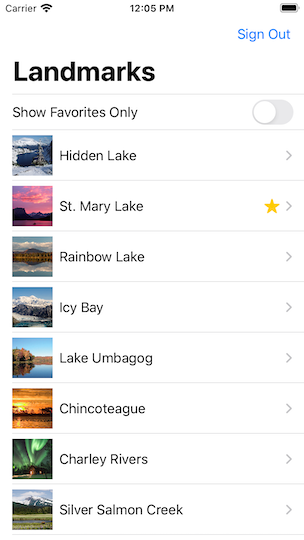 Carrier 12:05 PM
Sign Out
Landmarks
Show Favorites Only
Hidden Lake
St. Mary Lake
Rainbow Lake
Icy Bay
Lake Umbagog
Chincoteague
Charley Rivers
Silver Salmon Creek